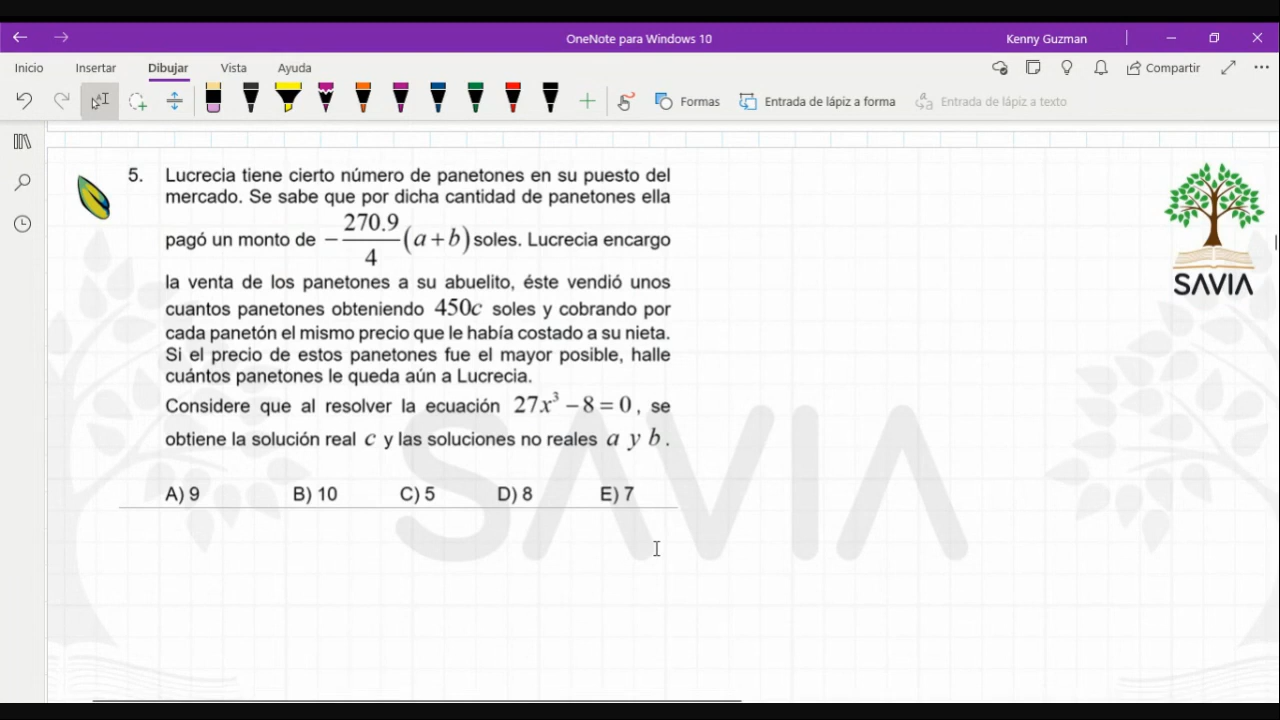 OneNote para Windows 10
Kenny Guzman
Inicio Insertar Dibujar Vista Ayuda
Compartir
Formas Entrada de lápiz a forma Entrada de lápiz a texto
5. Lucrecia tiene cierto número de panetones en su puesto del
mercado. Se sabe que por dicha cantidad de panetones ella
pagó un monto de −270.9/4 (a+b) soles. Lucrecia encargo
la venta de los panetones a su abuelito, éste vendió unos
cuantos panetones obteniendo 450c soles y cobrando por
cada panetón el mismo precio que le había costado a su nieta.
Si el precio de estos panetones fue el mayor posible, halle
cuántos panetones le queda aún a Lucrecia.
Considere que al resolver la ecuación 27x³ − 8 = 0, se
obtiene la solución real c y las soluciones no reales a y b.
A) 9 B) 10 C) 5 D) 8 E) 7
SAVIA
SAVIA